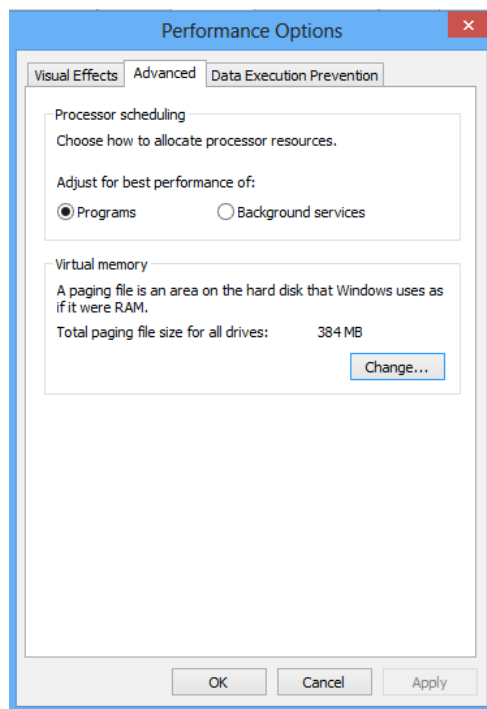 Performance Options
Visual Effects Advanced Data Execution Prevention
Processor scheduling
Choose how to allocate processor resources.
Adjust for best performance of:
Programs Background services
Virtual memory
A paging file is an area on the hard disk that Windows uses as
if it were RAM.
Total paging file size for all drives: 384 MB
Change...
OK Cancel Apply